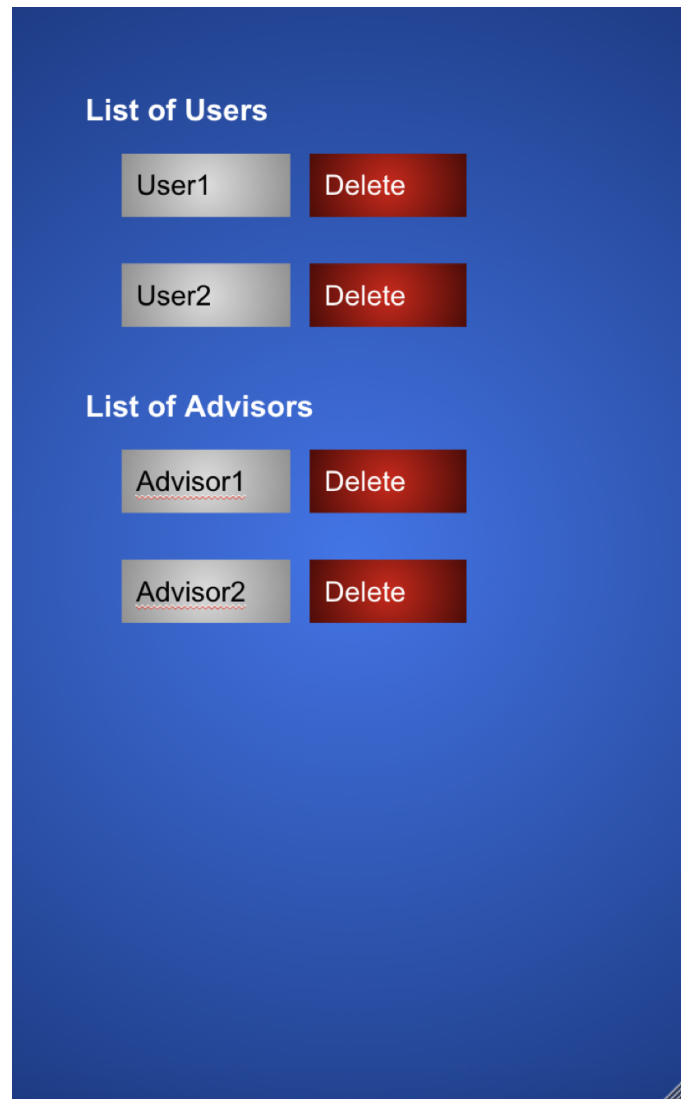 List of Users
User1 Delete
User2 Delete
List of Advisors
Advisor1 Delete
Advisor2 Delete